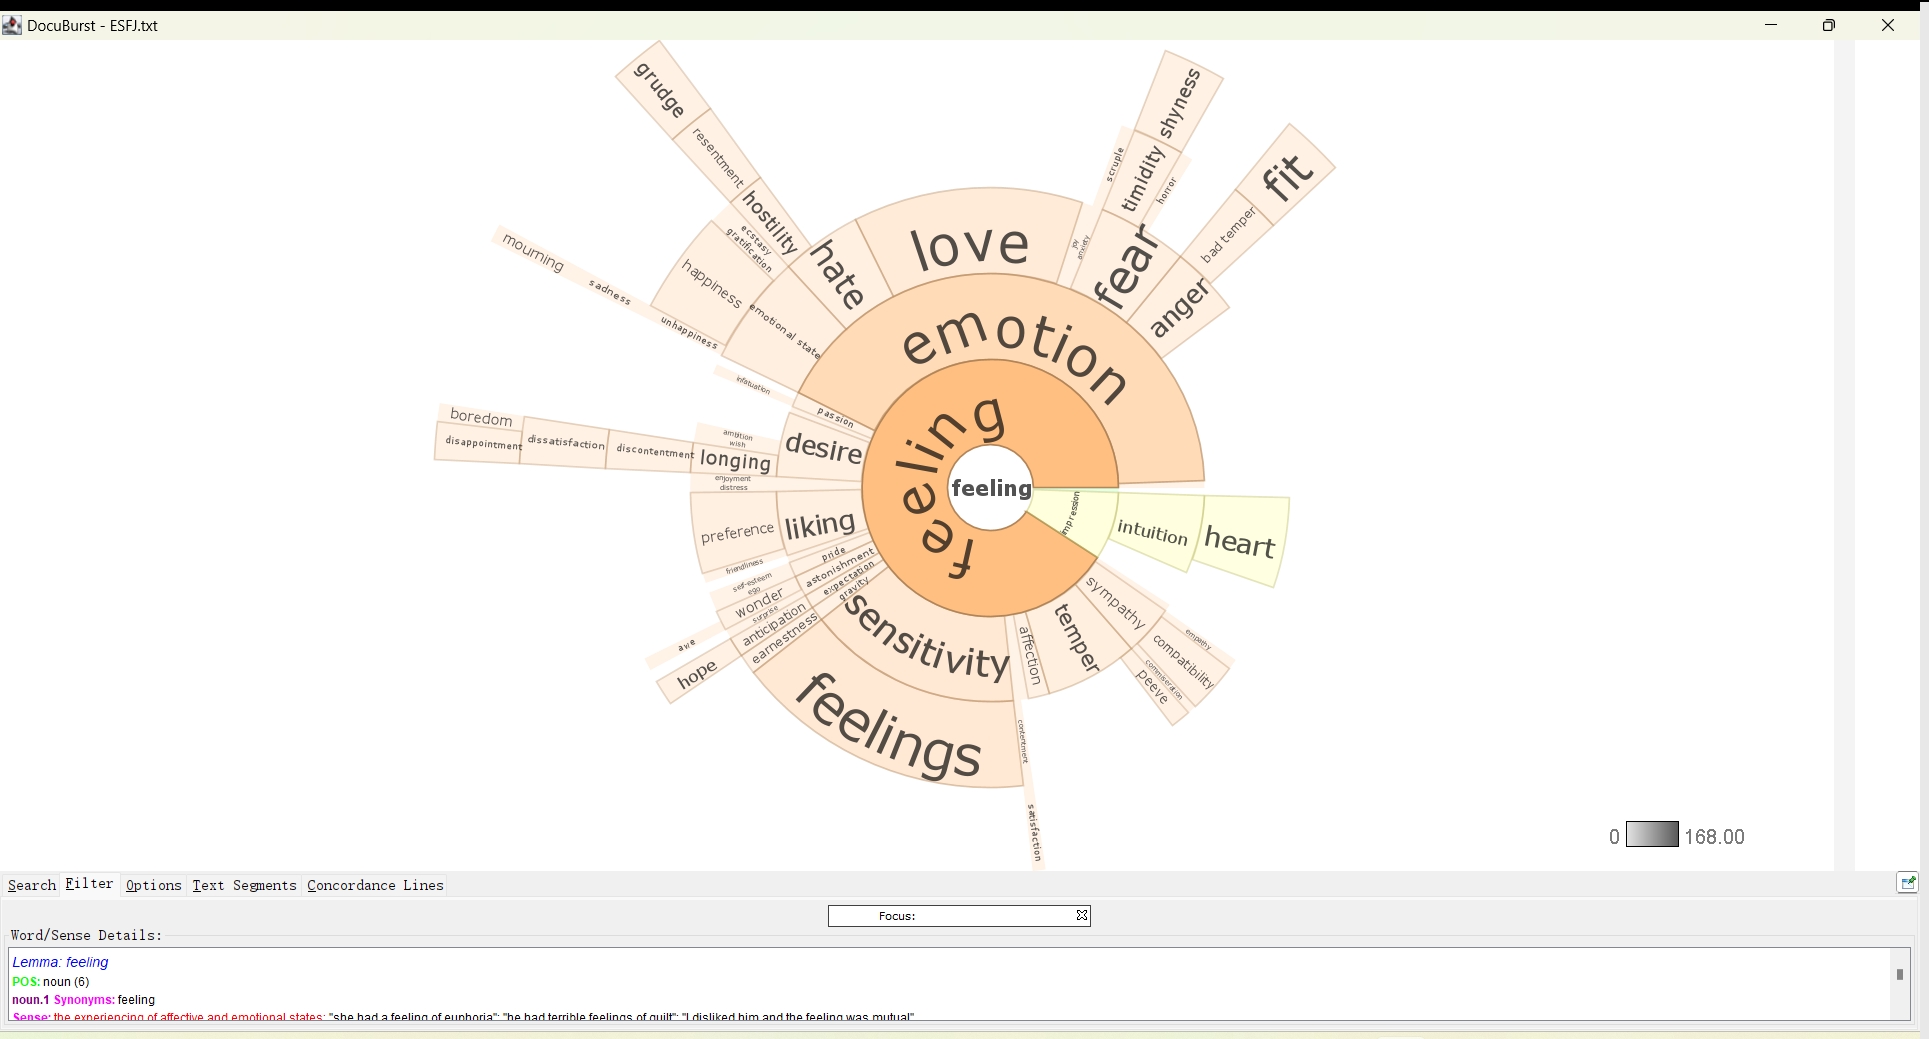 DocuBurst - ESFJ.txt
grudge
resentment
hostility
ecstasy
gratification
happiness
emotional state
mourning
sadness
unhappiness
infatuation
passion
hate
love
joy
anxiety
scruple
timidity
shyness
horror
fear
fit
bad temper
anger
emotion
feeling
feeling
impression
intuition
heart
boredom
disappointment
dissatisfaction
discontentment
ambition
wish
longing
desire
enjoyment
distress
preference
liking
friendliness
pride
self-esteem
ego
astonishment
wonder
surprise
awe
expectation
anticipation
hope
gravity
earnestness
sensitivity
feelings
contentment
satisfaction
affection
temper
peeve
sympathy
empathy
compatibility
commiseration
0 168.00
Search Filter Options Text Segments Concordance Lines
Focus:
Word/Sense Details:
Lemma: feeling
POS: noun (6)
noun.1 Synonyms: feeling
Sense: the experiencing of affective and emotional states; "she had a feeling of euphoria"; "he had terrible feelings of guilt"; "I disliked him and the feeling was mutual"